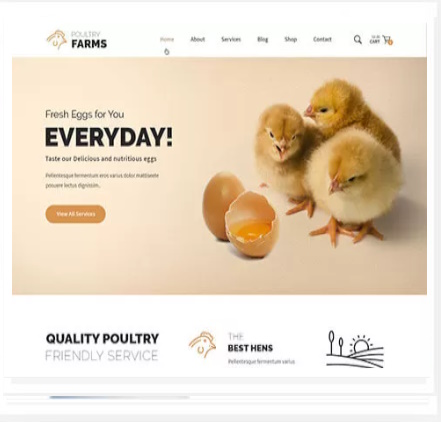 POULTRY
FARMS
Home About Services Blog Shop Contact
CART
Fresh Eggs for You
EVERYDAY!
Taste our Delicious and nutritious eggs
Pellentesque fermentum eros varius dolor mattis
posuere lectus dignissim,
View All Services
QUALITY POULTRY
FRIENDLY SERVICE
THE
BEST HENS
Pellentesque fermentum varius